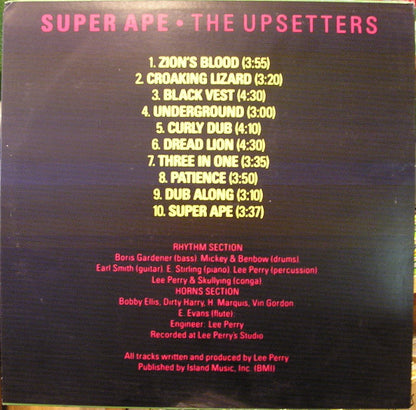 SUPER APE • THE UPSETTERS
1. ZION'S BLOOD (3:55)
2. CROAKING LIZARD (3:20)
3. BLACK VEST (4:30)
4. UNDERGROUND (3:00)
5. CURLY DUB (4:10)
6. DREAD LION (4:30)
7. THREE IN ONE (3:35)
8. PATIENCE (3:50)
9. DUB ALONG (3:10)
10. SUPER APE (3:37)
RHYTHM SECTION
Boris Gardener (bass). Mickey & Benbow (drums).
Earl Smith (guitar). E. Stirling (piano). Lee Perry (percussion)
Lee Perry & Skullying (conga)
HORNS SECTION
Bobby Ellis, Dirty Harry, H. Marquis, Vin Gordon
E. Evans (flute)
Engineer: Lee Perry
Recorded at Lee Perry's Studio
All tracks written and produced by Lee Perry
Published by Island Music, Inc. (BMI)